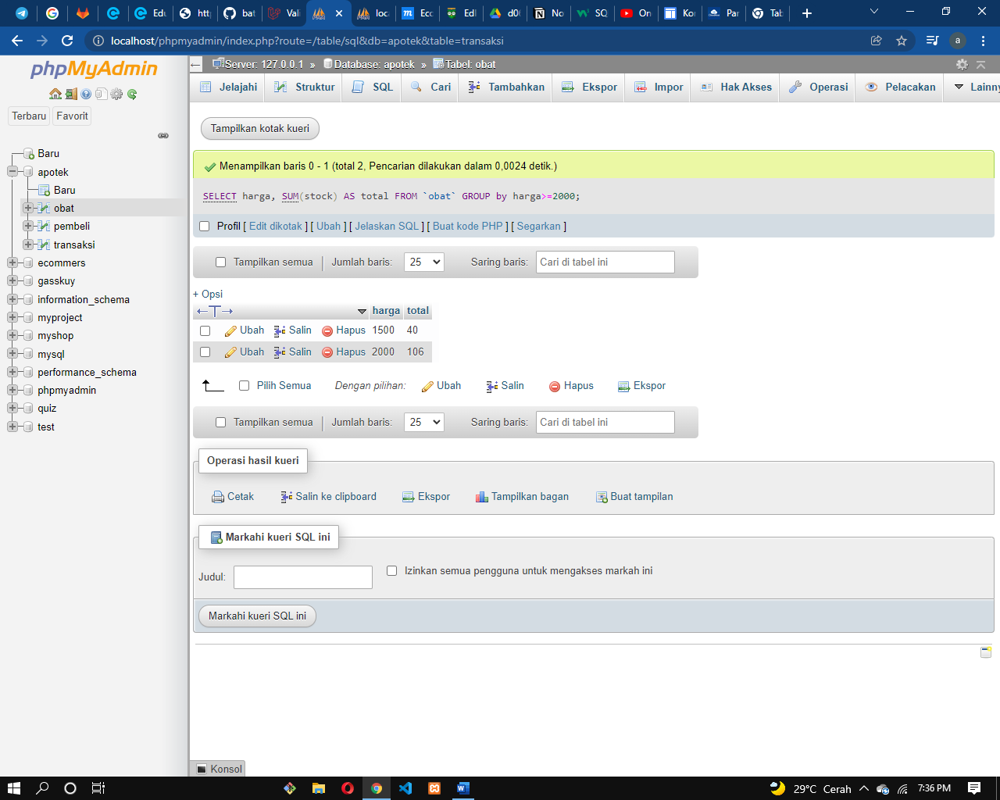 Edu
http
bat
Vali
loca
Ecc
Edl
d0(
No
SQ
On
Kor
Par
Tab
localhost/phpmyadmin/index.php?route=/table/sql&db=apotek&table=transaksi
a
phpMyAdmin
Terbaru Favorit
Baru
apotek
Baru
obat
pembeli
transaksi
ecommers
gasskuy
information_schema
myproject
myshop
mysql
performance_schema
phpmyadmin
quiz
test
Server: 127.0.0.1 » Database: apotek » Tabel: obat
Jelajahi Struktur SQL Cari Tambahkan Ekspor Impor Hak Akses Operasi Pelacakan Lainny
Tampilkan kotak kueri
Menampilkan baris 0 - 1 (total 2, Pencarian dilakukan dalam 0,0024 detik.)
SELECT harga, SUM(stock) AS total FROM `obat` GROUP by harga>=2000;
Profil [ Edit dikotak ] [ Ubah ] [ Jelaskan SQL ] [ Buat kode PHP ] [ Segarkan ]
Tampilkan semua Jumlah baris: 25 Saring baris: Cari di tabel ini
+ Opsi
←T→ harga total
Ubah Salin Hapus 1500 40
Ubah Salin Hapus 2000 106
Pilih Semua Dengan pilihan: Ubah Salin Hapus Ekspor
Tampilkan semua Jumlah baris: 25 Saring baris: Cari di tabel ini
Operasi hasil kueri
Cetak Salin ke clipboard Ekspor Tampilkan bagan Buat tampilan
Markahi kueri SQL ini
Judul: Izinkan semua pengguna untuk mengakses markah ini
Markahi kueri SQL ini
Konsol
29°C Cerah 7:36 PM